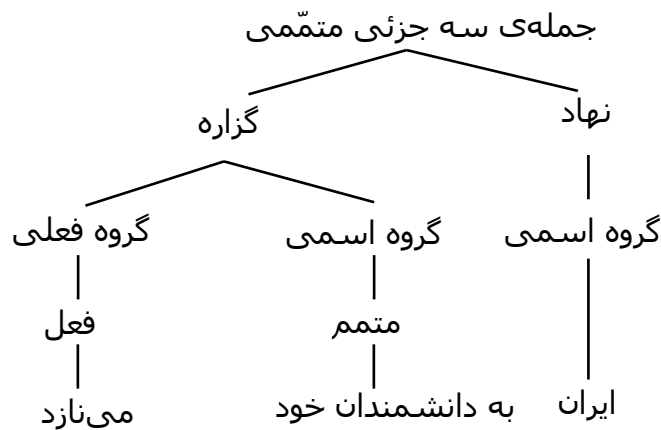 جمله‌ی سه جزئی متمّمی
نهاد
گزاره
گروه اسمی
گروه اسمی
گروه فعلی
متمم
فعل
ایران
به دانشمندان خود
می‌نازد